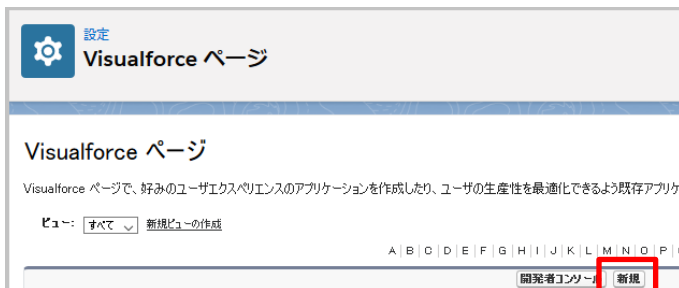 設定
Visualforce ページ
Visualforce ページ
Visualforce ページで、好みのユーザエクスペリエンスのアプリケーションを作成したり、ユーザの生産性を最適化できるよう既存アプリケ
ビュー: すべて 新規ビューの作成
A | B | C | D | E | F | G | H | I | J | K | L | M | N | O | P |
開発者コンソール 新規